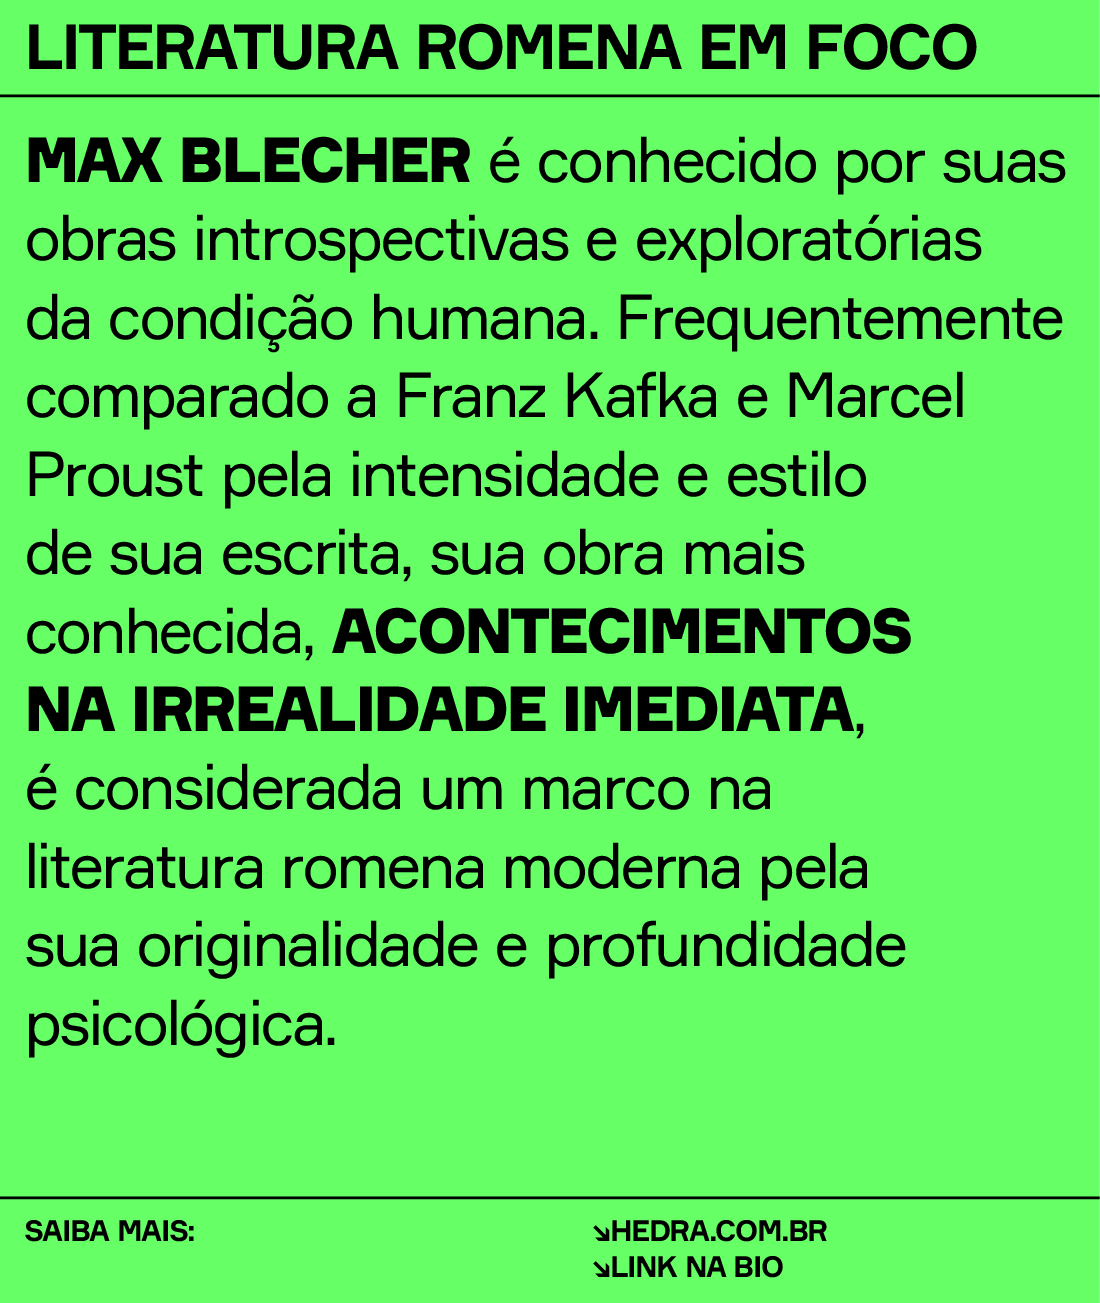 LITERATURA ROMENA EM FOCO
MAX BLECHER é conhecido por suas
obras introspectivas e exploratórias
da condição humana. Frequentemente
comparado a Franz Kafka e Marcel
Proust pela intensidade e estilo
de sua escrita, sua obra mais
conhecida, ACONTECIMENTOS
NA IRREALIDADE IMEDIATA,
é considerada um marco na
literatura romena moderna pela
sua originalidade e profundidade
psicológica.
SAIBA MAIS:
↘HEDRA.COM.BR
↘LINK NA BIO